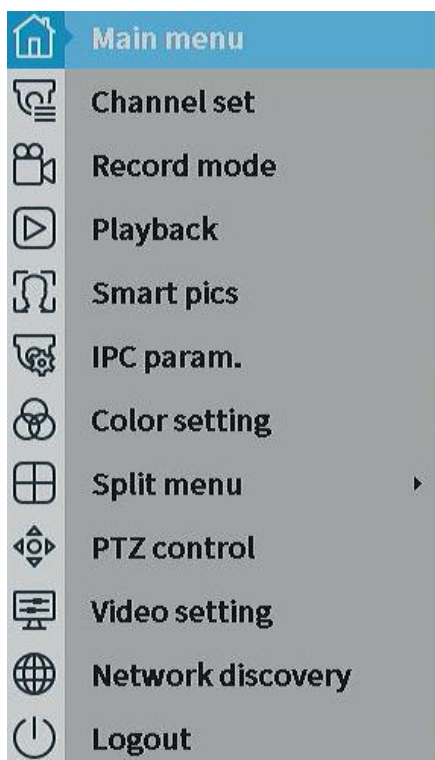 Main menu
Channel set
Record mode
Playback
Smart pics
IPC param.
Color setting
Split menu
PTZ control
Video setting
Network discovery
Logout